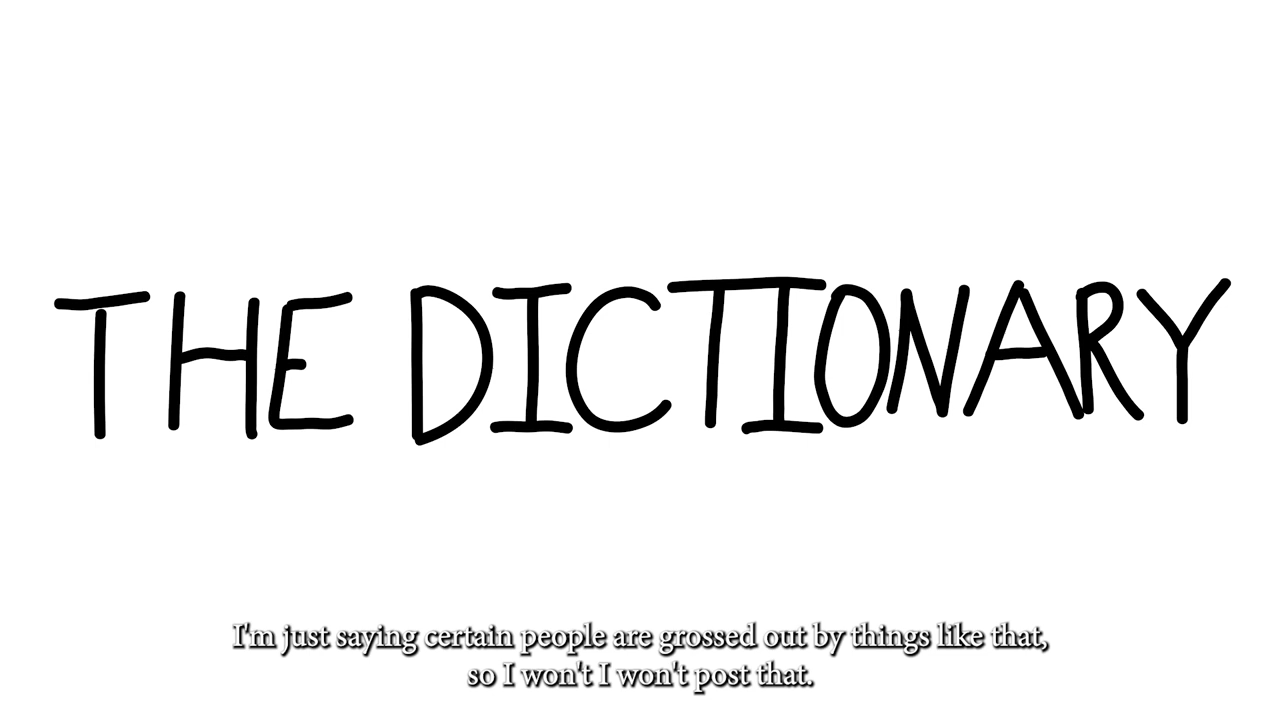 THE DICTIONARY
I'm just saying certain people are grossed out by things like that,
so I won't I won't post that.